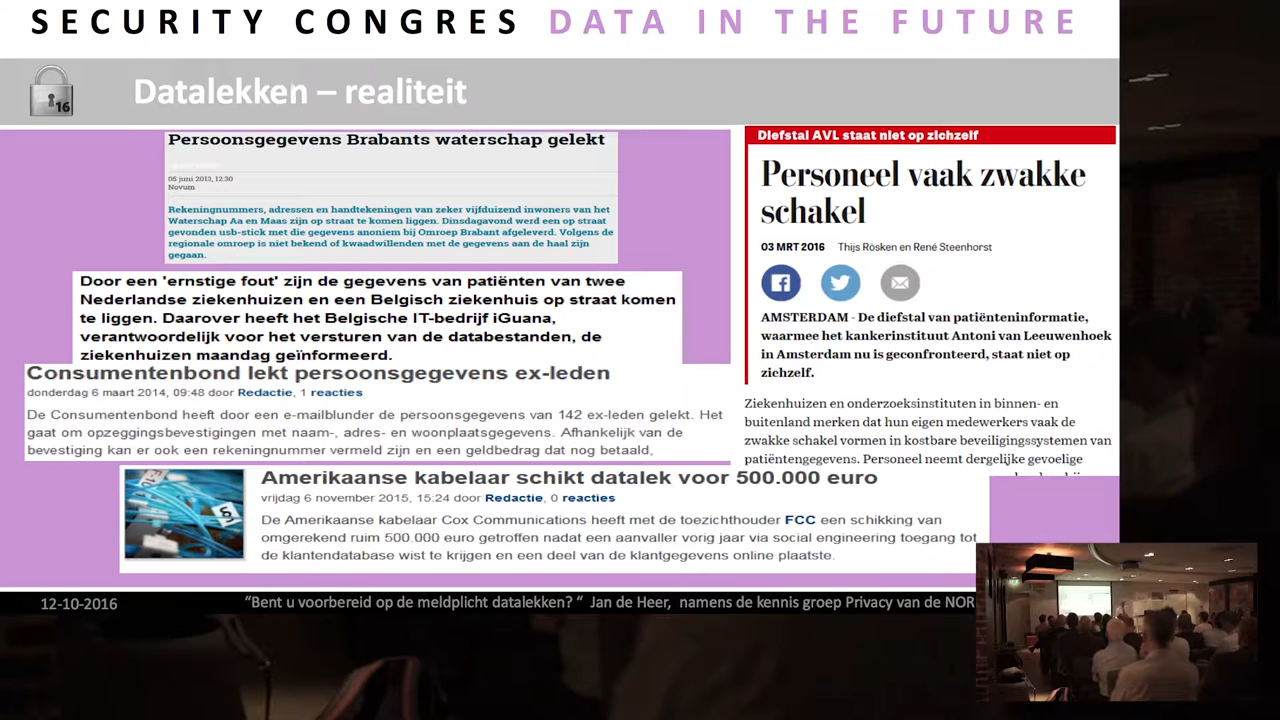 SECURITY CONGRES DATA IN THE FUTURE
16
Datalekken – realiteit
Persoonsgegevens Brabants waterschap gelekt
05 juni 2013, 12:30
Novum
Rekeningnummers, adressen en handtekeningen van zeker vijfduizend inwoners van het
Waterschap Aa en Maas zijn op straat te komen liggen. Dinsdagavond werd een op straat
gevonden usb-stick met die gegevens anoniem bij Omroep Brabant afgeleverd. Volgens de
regionale omroep is niet bekend of kwaadwillenden met de gegevens aan de haal zijn
gegaan.
Door een 'ernstige fout' zijn de gegevens van patiënten van twee
Nederlandse ziekenhuizen en een Belgisch ziekenhuis op straat komen
te liggen. Daarover heeft het Belgische IT-bedrijf iGuana,
verantwoordelijk voor het versturen van de databestanden, de
ziekenhuizen maandag geïnformeerd.
Consumentenbond lekt persoonsgegevens ex-leden
donderdag 6 maart 2014, 09:48 door Redactie, 1 reacties
De Consumentenbond heeft door een e-mailblunder de persoonsgegevens van 142 ex-leden gelekt. Het
gaat om opzeggingsbevestigingen met naam-, adres- en woonplaatsgegevens. Afhankelijk van de
bevestiging kan er ook een rekeningnummer vermeld zijn en een geldbedrag dat nog betaald,
Diefstal AVL staat niet op zichzelf
Personeel vaak zwakke
schakel
03 MRT 2016 Thijs Rösken en René Steenhorst
AMSTERDAM - De diefstal van patiënteninformatie,
waarmee het kankerinstituut Antoni van Leeuwenhoek
in Amsterdam nu is geconfronteerd, staat niet op
zichzelf.
Ziekenhuizen en onderzoeksinstituten in binnen- en
buitenland merken dat hun eigen medewerkers vaak de
zwakke schakel vormen in kostbare beveiligingssystemen van
patiëntengegevens. Personeel neemt dergelijke gevoelige
Amerikaanse kabelaar schikt datalek voor 500.000 euro
vrijdag 6 november 2015, 15:24 door Redactie, 0 reacties
De Amerikaanse kabelaar Cox Communications heeft met de toezichthouder FCC een schikking van
omgerekend ruim 500.000 euro getroffen nadat een aanvaller vorig jaar via social engineering toegang tot
de klantendatabase wist te krijgen en een deel van de klantgegevens online plaatste.
12-10-2016 “Bent u voorbereid op de meldplicht datalekken? “ Jan de Heer, namens de kennis groep Privacy van de NOR